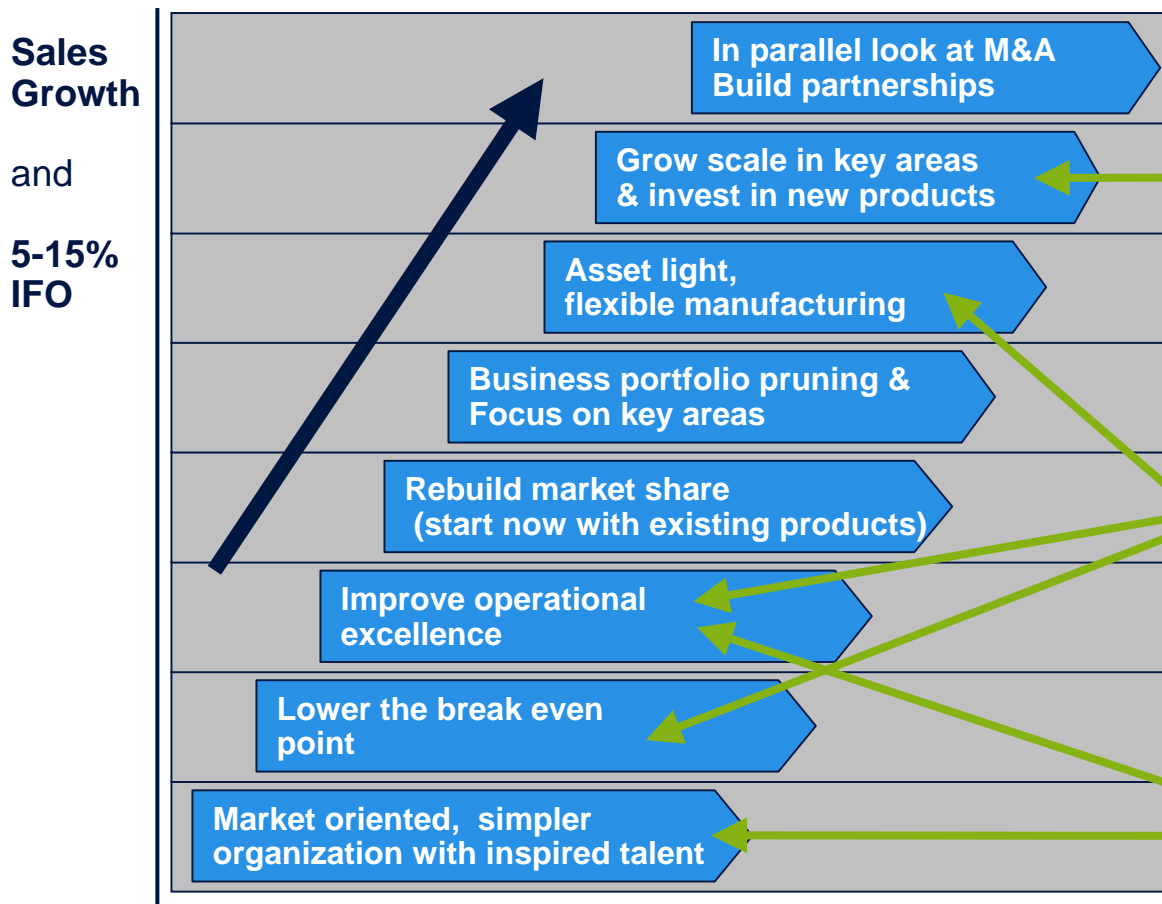 Sales
Growth
and
5-15%
IFO
In parallel look at M&A
Build partnerships
Grow scale in key areas
& invest in new products
Asset light,
flexible manufacturing
Business portfolio pruning &
Focus on key areas
Rebuild market share
(start now with existing products)
Improve operational
excellence
Lower the break even
point
Market oriented, simpler
organization with inspired talent